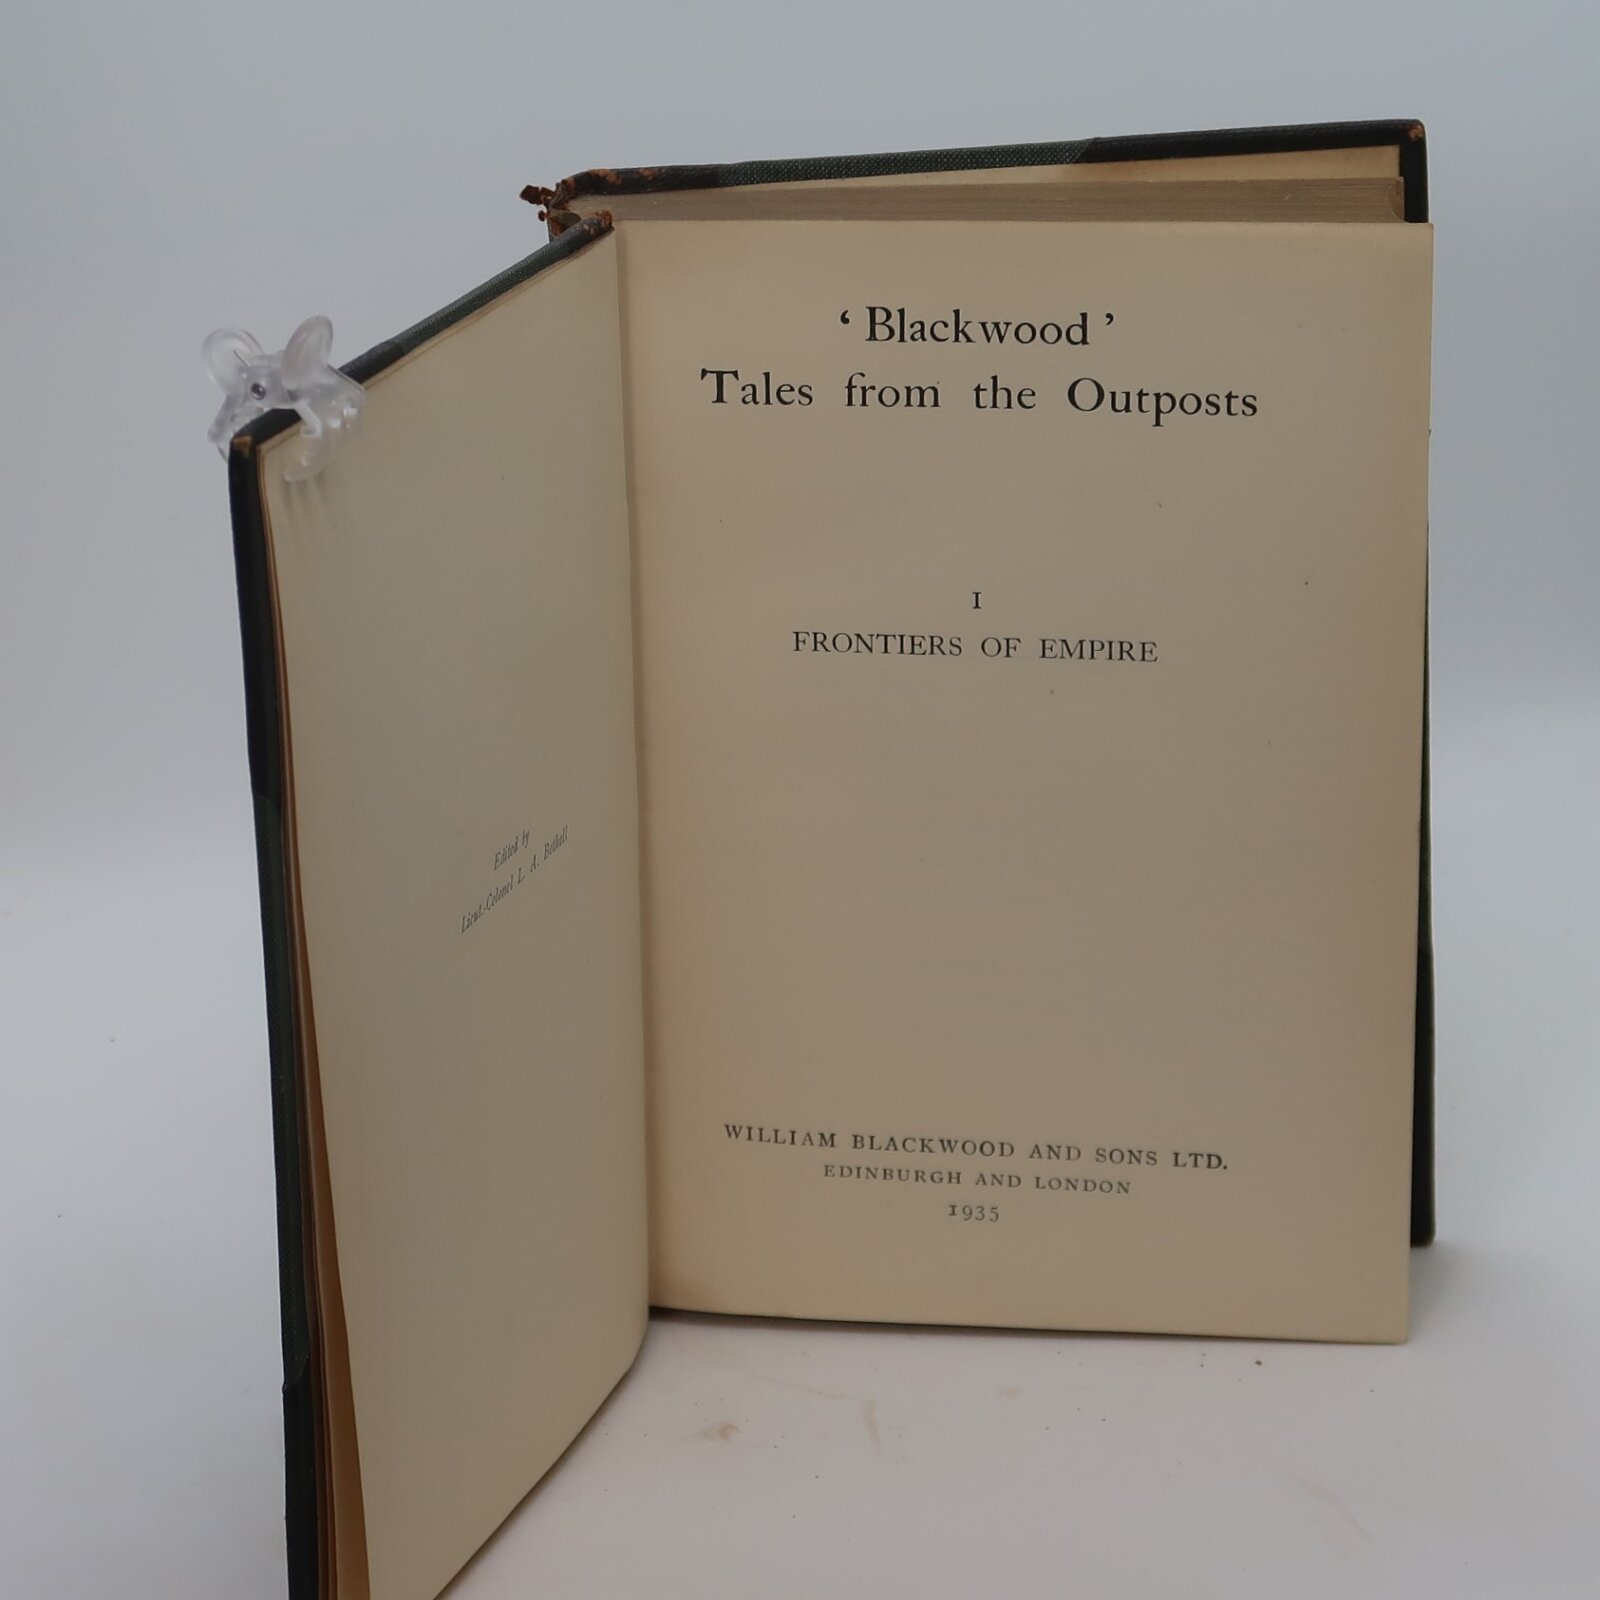 Edited by
Lieut.-Colonel L. A. Bethell
‘ Blackwood ’
Tales from the Outposts
I
FRONTIERS OF EMPIRE
WILLIAM BLACKWOOD AND SONS LTD.
EDINBURGH AND LONDON
1935